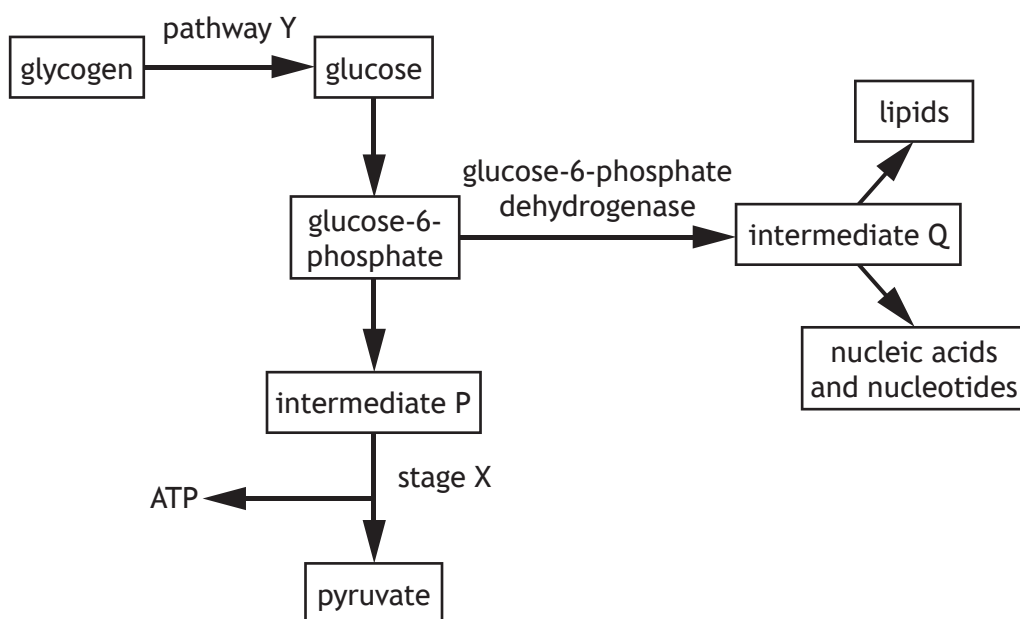 pathway Y
glycogen
glucose
lipids
glucose-6-phosphate
dehydrogenase
glucose-6-
phosphate
intermediate Q
nucleic acids
and nucleotides
intermediate P
stage X
ATP
pyruvate